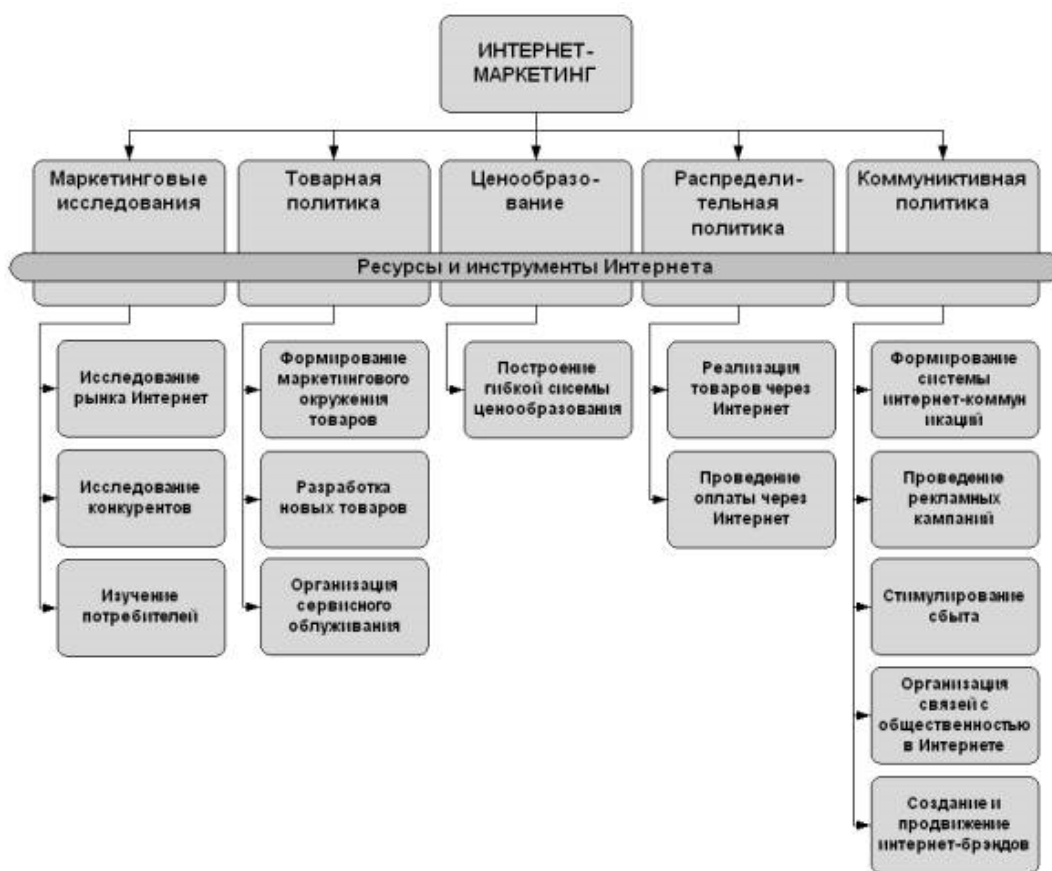 ИНТЕРНЕТ-
МАРКЕТИНГ
Маркетинговые
исследования
Товарная
политика
Ценообразо-
вание
Распредели-
тельная
политика
Коммуниктивная
политика
Ресурсы и инструменты Интернета
Исследование
рынка Интернет
Исследование
конкурентов
Изучение
потребителей
Формирование
маркетингового
окружения
товаров
Разработка
новых товаров
Организация
сервисного
облуживания
Построение
гибкой сисемы
ценообразования
Реализация
товаров через
Интернет
Проведение
оплаты через
Интернет
Формирование
системы
интернет-коммун
икаций
Проведение
рекламных
кампаний
Стимулирование
сбыта
Организация
связей с
общественностью
в Интернете
Создание и
продвижение
интернет-брэндов